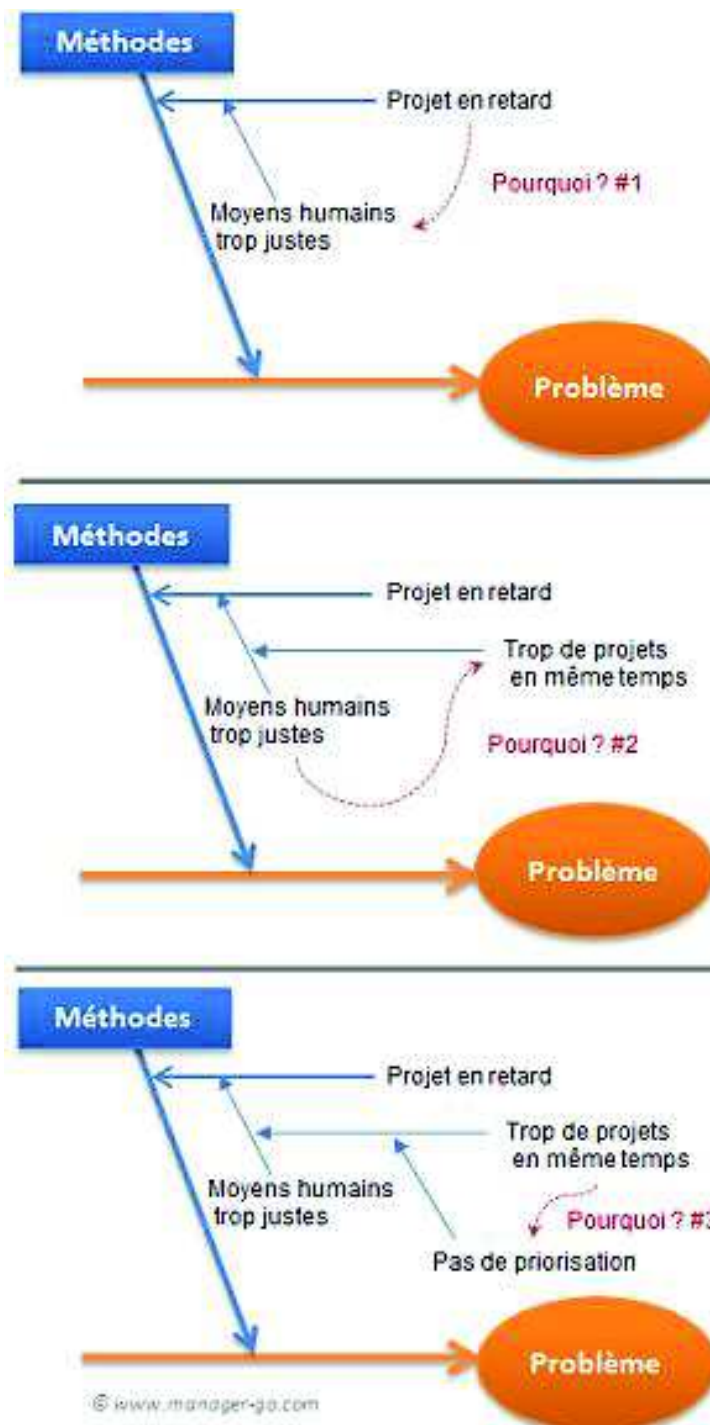 Méthodes
Projet en retard
Pourquoi ? #1
Moyens humains
trop justes
Problème
Méthodes
Projet en retard
Trop de projets
en même temps
Moyens humains
trop justes
Pourquoi ? #2
Problème
Méthodes
Projet en retard
Trop de projets
en même temps
Moyens humains
trop justes
Pourquoi ? #3
Pas de priorisation
Problème
© www.manager-go.com